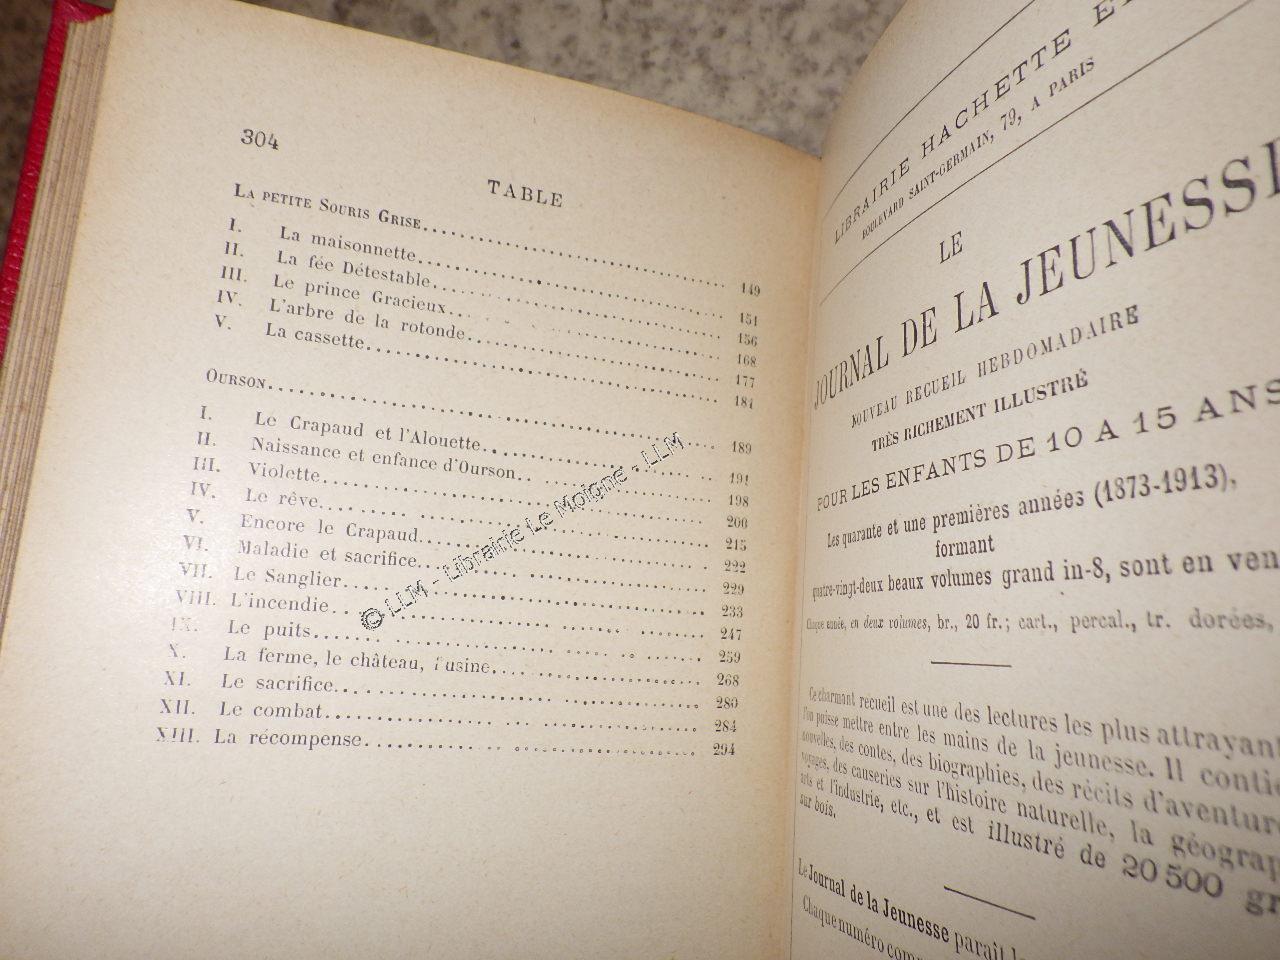 304
TABLE
LA PETITE SOURIS GRISE........ 149
I. La maisonnette........ 151
II. La fée Détestable........ 156
III. Le prince Gracieux........ 168
IV. L'arbre de la rotonde........ 177
V. La cassette........ 184
OURSON........ 189
I. Le Crapaud et l'Alouette........ 191
II. Naissance et enfance d'Ourson........ 198
III. Violette........ 200
IV. Le rêve........ 215
V. Encore le Crapaud........ 222
VI. Maladie et sacrifice........ 229
VII. Le Sanglier........ 233
VIII. L'incendie........ 247
IX. Le puits........ 259
X. La ferme, le château, l'usine........ 268
XI. Le sacrifice........ 280
XII. Le combat........ 284
XIII. La récompense........ 294
© LLM - Librairie Le Moigne - LLM
LIBRAIRIE HACHETTE ET
BOULEVARD SAINT-GERMAIN, 79, A PARIS
LE
JOURNAL DE LA JEUNESSE
NOUVEAU RECUEIL HEBDOMADAIRE
TRÈS RICHEMENT ILLUSTRÉ
POUR LES ENFANTS DE 10 A 15 ANS
Les quarante et une premières années (1873-1913),
formant
quatre-vingt-deux beaux volumes grand in-8, sont en ven
Chaque année, en deux volumes, br., 20 fr.; cart., percal., tr. dorées,
Ce charmant recueil est une des lectures les plus attrayant
l'on puisse mettre entre les mains de la jeunesse. Il contie
nouvelles, des contes, des biographies, des récits d'aventure
voyages, des causeries sur l'histoire naturelle, la géograp
arts et l'industrie, etc., et est illustré de 20 500 gr
sur bois.
Le Journal de la Jeunesse paraît le
Chaque numéro com